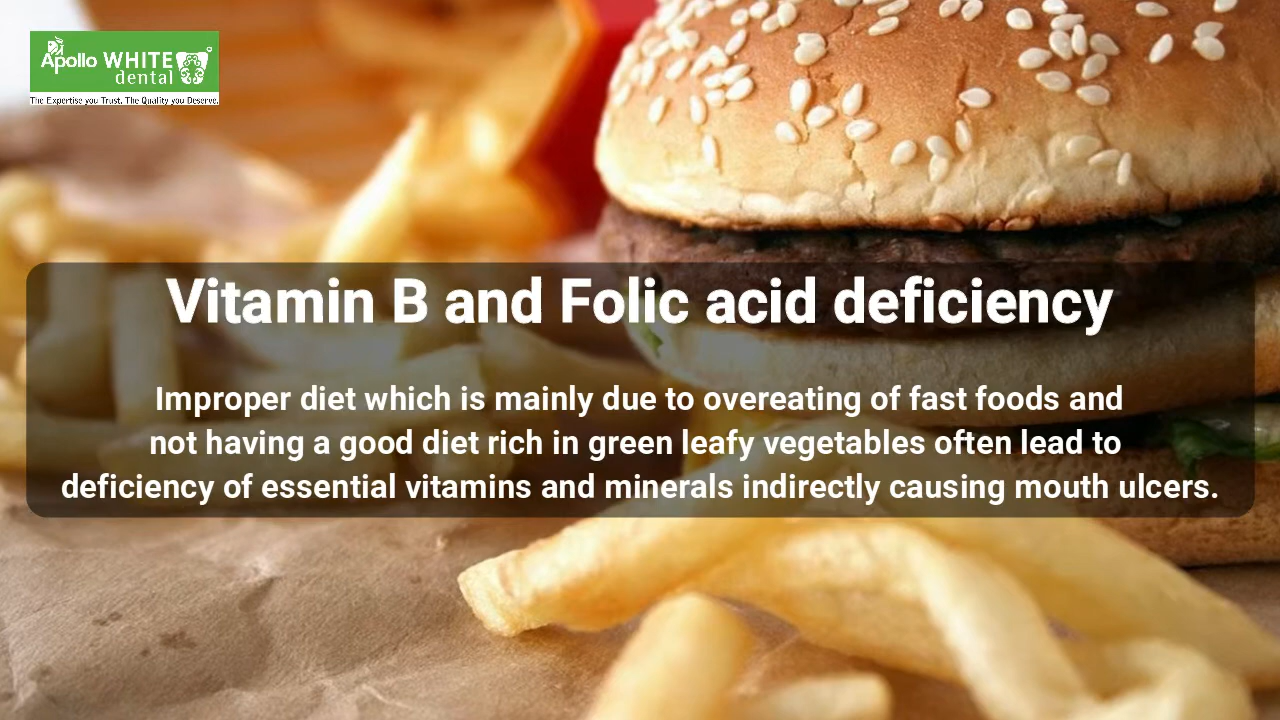 Apollo WHITE
dental
The Expertise you Trust. The Quality you Deserve.
Vitamin B and Folic acid deficiency
Improper diet which is mainly due to overeating of fast foods and
not having a good diet rich in green leafy vegetables often lead to
deficiency of essential vitamins and minerals indirectly causing mouth ulcers.